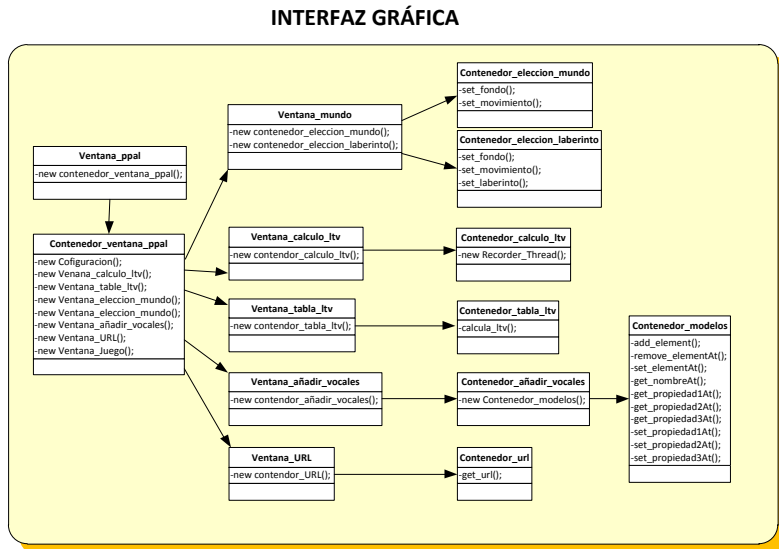 INTERFAZ GRÁFICA
Ventana_ppal
-new contenedor_ventana_ppal();
Contenedor_ventana_ppal
-new Cofiguracion();
-new Venana_calculo_ltv();
-new Ventana_table_ltv();
-new Ventana_eleccion_mundo();
-new Ventana_eleccion_mundo();
-new Ventana_añadir_vocales();
-new Ventana_URL();
-new Ventana_Juego();
Ventana_mundo
-new contenedor_eleccion_mundo();
-new contenedor_eleccion_laberinto();
Contenedor_eleccion_mundo
-set_fondo();
-set_movimiento();
Contenedor_eleccion_laberinto
-set_fondo();
-set_movimiento();
-set_laberinto();
Ventana_calculo_ltv
-new contendor_calculo_ltv();
Contenedor_calculo_ltv
-new Recorder_Thread();
Ventana_tabla_ltv
-new contendor_tabla_ltv();
Contenedor_tabla_ltv
-calcula_ltv();
Ventana_añadir_vocales
-new contendor_añadir_vocales();
Contenedor_añadir_vocales
-new Contenedor_modelos();
Contenedor_modelos
-add_element();
-remove_elementAt();
-set_elementAt();
-get_nombreAt();
-get_propiedad1At();
-get_propiedad2At();
-get_propiedad3At();
-set_propiedad1At();
-set_propiedad2At();
-set_propiedad3At();
Ventana_URL
-new contendor_URL();
Contenedor_url
-get_url();